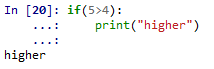 In [20]: if(5>4):
    ...:     print("higher")
    ...:
higher